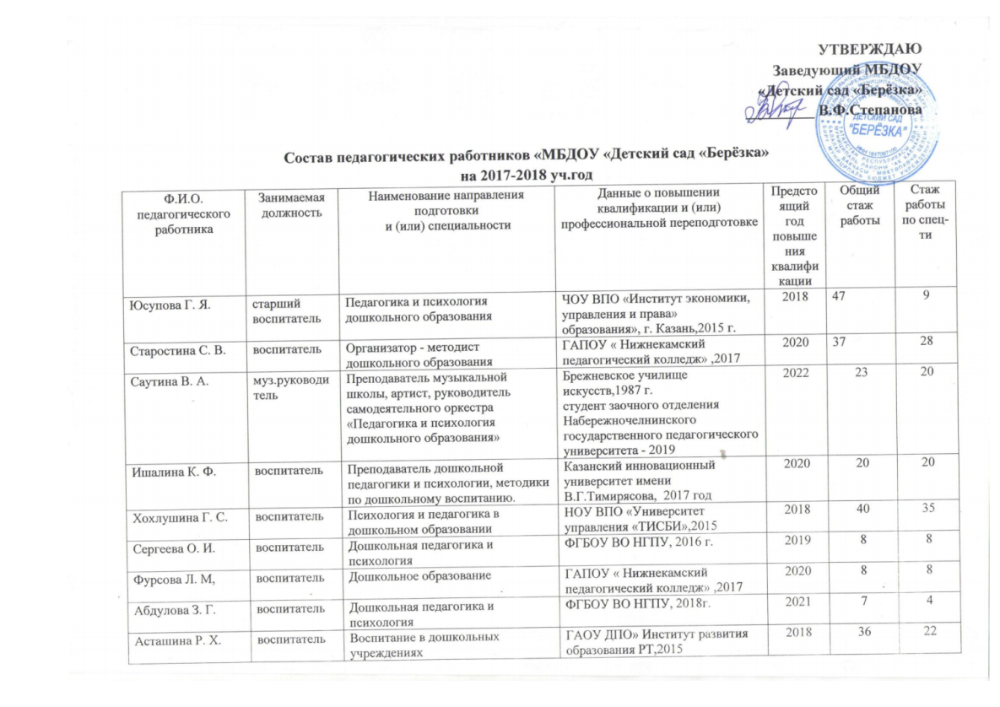 УТВЕРЖДАЮ
Заведующий МБДОУ
«Детский сад «Берёзка»
В.Ф.Степанова
ДЕТСКИЙ САД
"БЕРЁЗКА"
Состав педагогических работников «МБДОУ «Детский сад «Берёзка»
на 2017-2018 уч.год
Ф.И.О.
педагогического
работника
Занимаемая
должность
Наименование направления
подготовки
и (или) специальности
Данные о повышении
квалификации и (или)
профессиональной переподготовке
Предсто
ящий
год
повыше
ния
квалифи
кации
Общий
стаж
работы
Стаж
работы
по спец-
ти
Юсупова Г. Я.
старший
воспитатель
Педагогика и психология
дошкольного образования
ЧОУ ВПО «Институт экономики,
управления и права»
образования», г. Казань,2015 г.
2018
47
9
Старостина С. В.
воспитатель
Организатор - методист
дошкольного образования
ГАПОУ « Нижнекамский
педагогический колледж» ,2017
2020
37
28
Саутина В. А.
муз.руководи
тель
Преподаватель музыкальной
школы, артист, руководитель
самодеятельного оркестра
«Педагогика и психология
дошкольного образования»
Брежневское училище
искусств,1987 г.
студент заочного отделения
Набережночелнинского
государственного педагогического
университета - 2019
2022
23
20
Ишалина К. Ф.
воспитатель
Преподаватель дошкольной
педагогики и психологии, методики
по дошкольному воспитанию.
Казанский инновационный
университет имени
В.Г.Тимирясова, 2017 год
2020
20
20
Хохлушина Г. С.
воспитатель
Психология и педагогика в
дошкольном образовании
НОУ ВПО «Университет
управления «ТИСБИ»,2015
2018
40
35
Сергеева О. И.
воспитатель
Дошкольная педагогика и
психология
ФГБОУ ВО НГПУ, 2016 г.
2019
8
8
Фурсова Л. М,
воспитатель
Дошкольное образование
ГАПОУ « Нижнекамский
педагогический колледж» ,2017
2020
8
8
Абдулова З. Г.
воспитатель
Дошкольная педагогика и
психология
ФГБОУ ВО НГПУ, 2018г.
2021
7
4
Асташина Р. Х.
воспитатель
Воспитание в дошкольных
учреждениях
ГАОУ ДПО» Институт развития
образования РТ,2015
2018
36
22